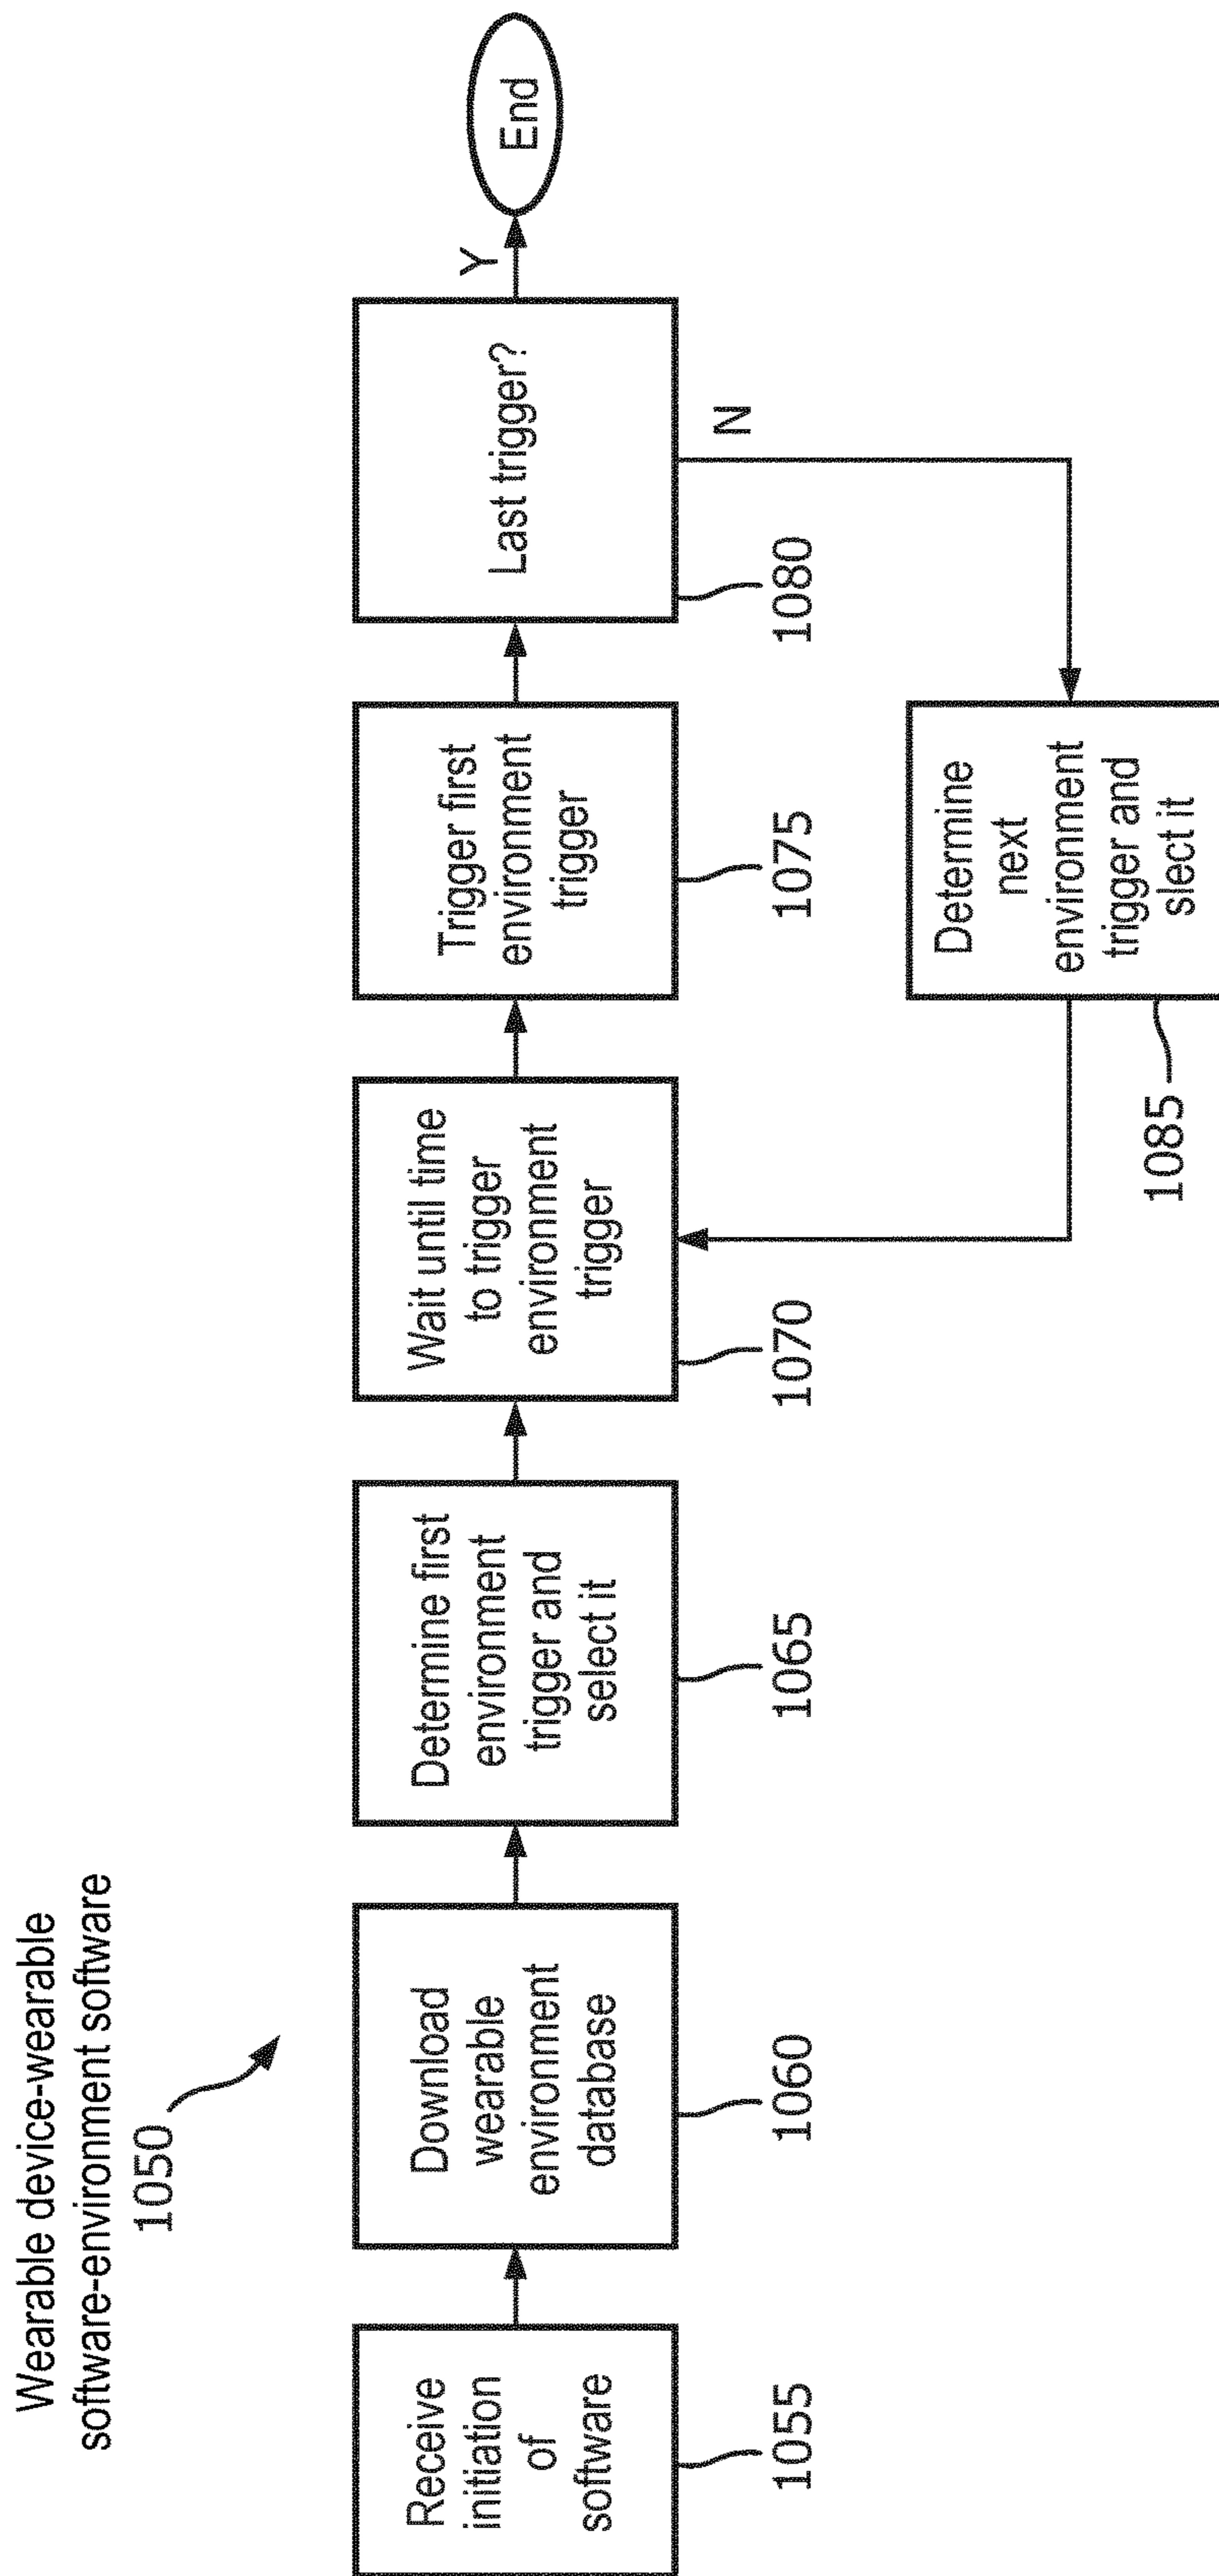 Wearable device-wearable
software-environment software
1050
Receive
initiation
of
software
1055
Download
wearable
environment
database
1060
Determine first
environment
trigger and
select it
1065
Wait until time
to trigger
environment
trigger
1070
Trigger first
environment
trigger
1075
Last trigger?
1080
Y
End
N
Determine
next
environment
trigger and
slect it
1085